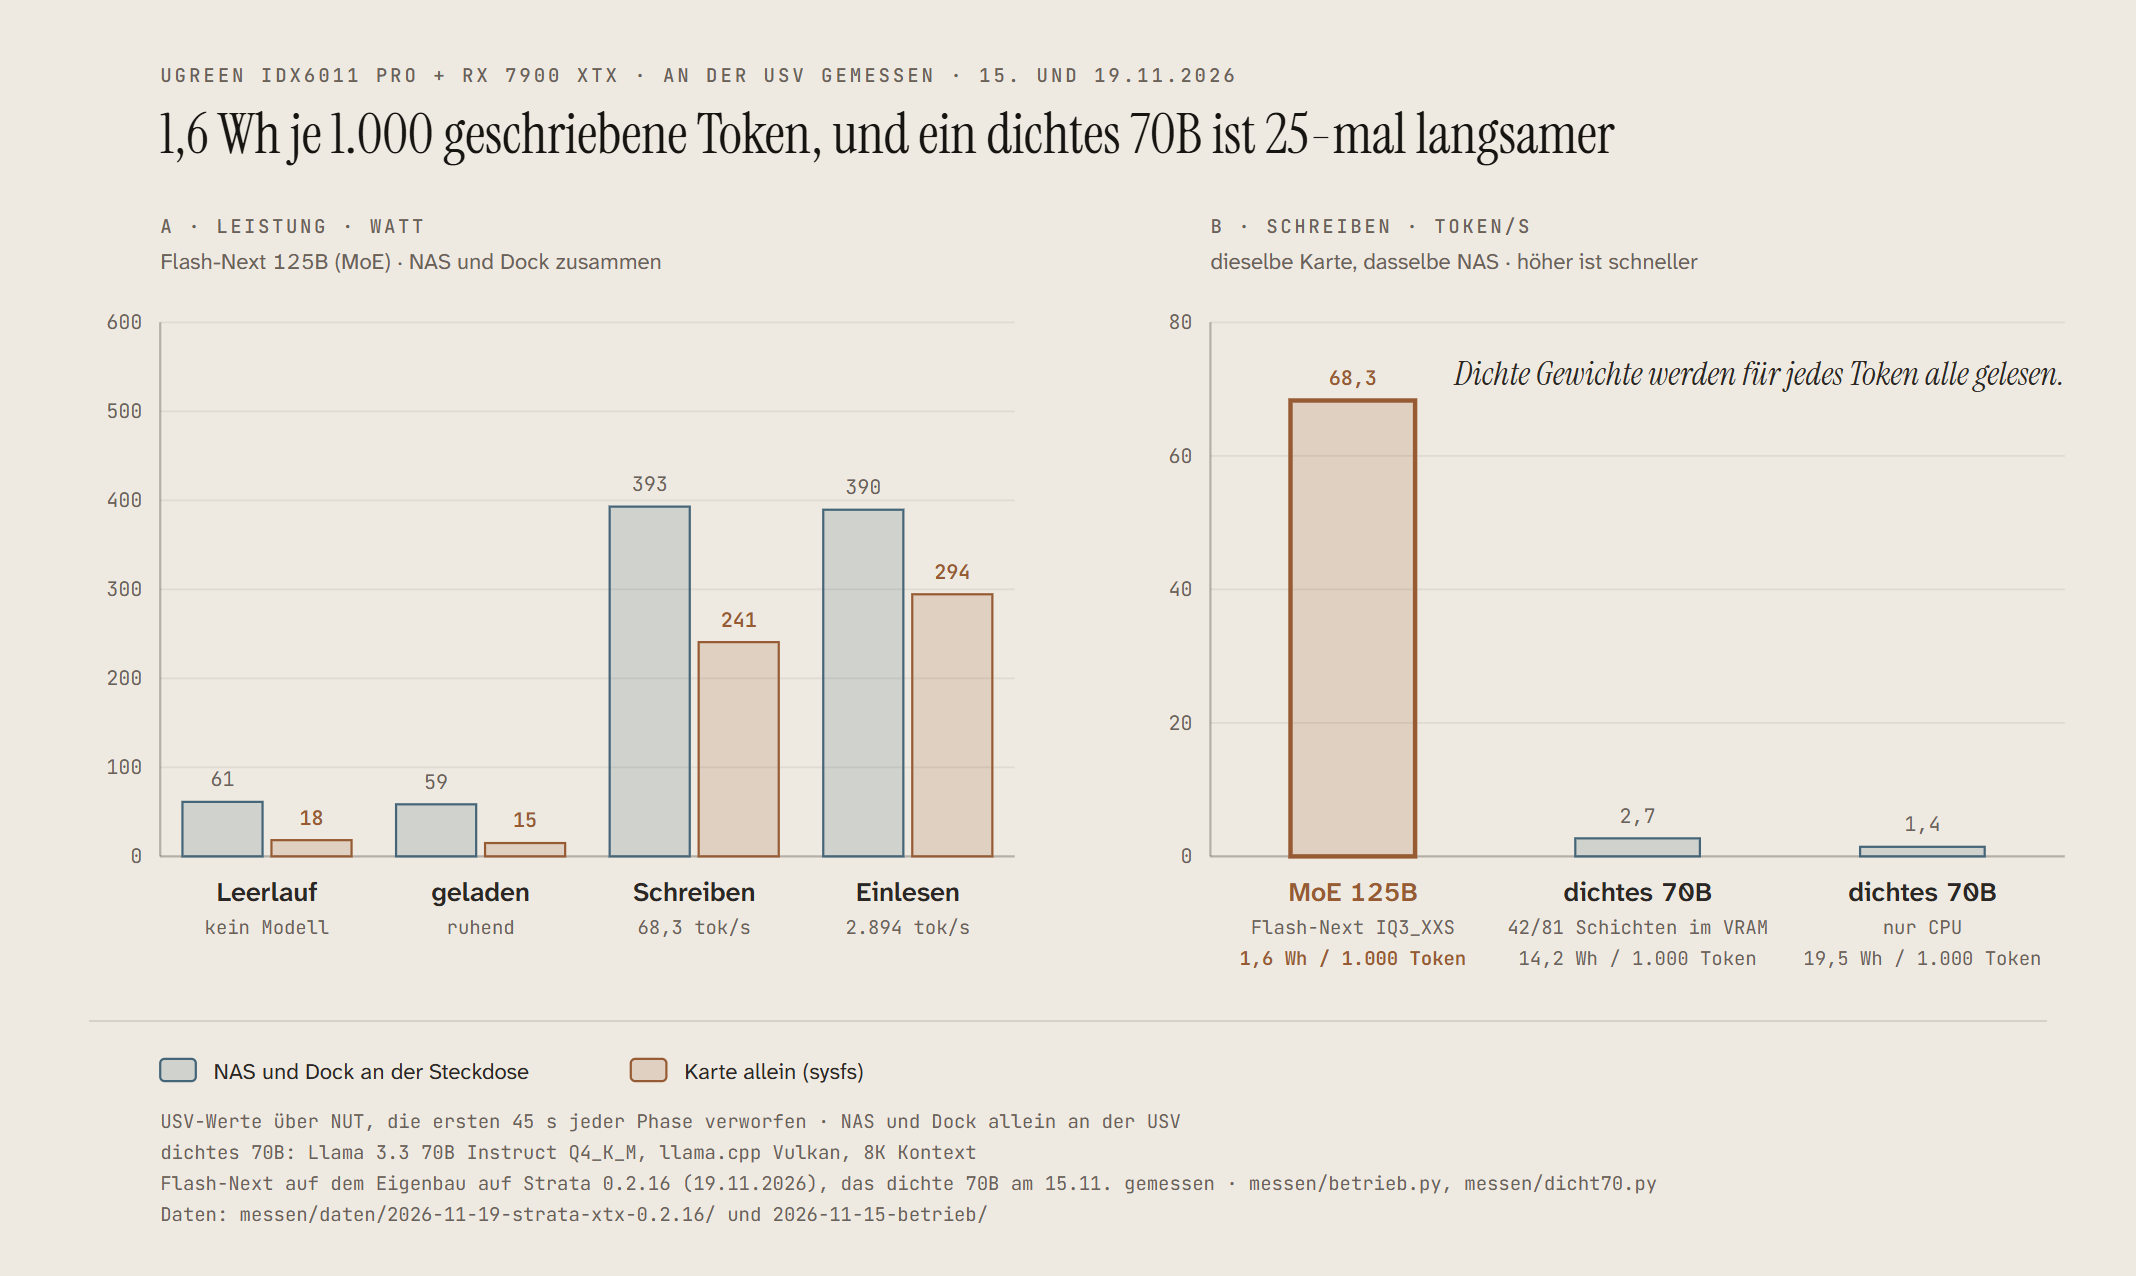 UGREEN IDX6011 PRO + RX 7900 XTX · AN DER USV GEMESSEN · 15. UND 19.11.2026
1,6 Wh je 1.000 geschriebene Token, und ein dichtes 70B ist 25-mal langsamer
A · LEISTUNG · WATT
Flash-Next 125B (MoE) · NAS und Dock zusammen
600
500
400
300
200
100
0
61
18
59
15
393
241
390
294
Leerlauf
kein Modell
geladen
ruhend
Schreiben
68,3 tok/s
Einlesen
2.894 tok/s
B · SCHREIBEN · TOKEN/S
dieselbe Karte, dasselbe NAS · höher ist schneller
80
60
40
20
0
Dichte Gewichte werden für jedes Token alle gelesen.
68,3
2,7
1,4
MoE 125B
Flash-Next IQ3_XXS
1,6 Wh / 1.000 Token
dichtes 70B
42/81 Schichten im VRAM
14,2 Wh / 1.000 Token
dichtes 70B
nur CPU
19,5 Wh / 1.000 Token
NAS und Dock an der Steckdose
Karte allein (sysfs)
USV-Werte über NUT, die ersten 45 s jeder Phase verworfen · NAS und Dock allein an der USV
dichtes 70B: Llama 3.3 70B Instruct Q4_K_M, llama.cpp Vulkan, 8K Kontext
Flash-Next auf dem Eigenbau auf Strata 0.2.16 (19.11.2026), das dichte 70B am 15.11. gemessen · messen/betrieb.py, messen/dicht70.py
Daten: messen/daten/2026-11-19-strata-xtx-0.2.16/ und 2026-11-15-betrieb/